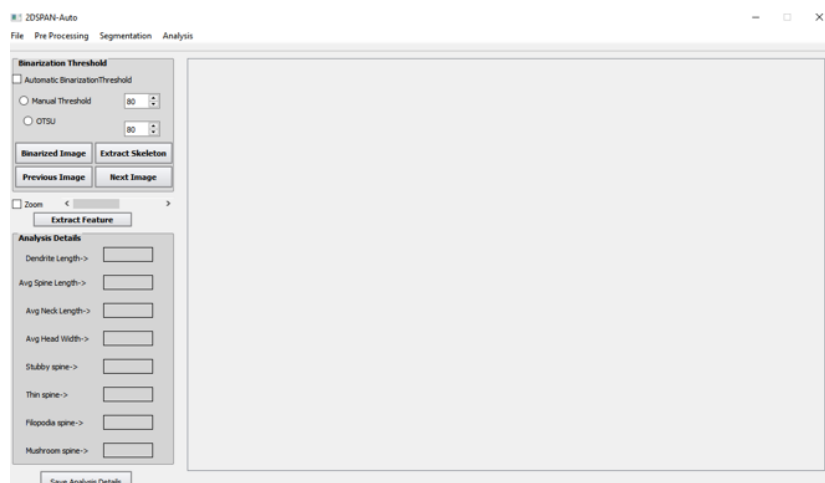 2DSPAN-Auto
File Pre Processing Segmentation Analysis
Binarization Threshold
Automatic BinarizationThreshold
Manual Threshold 80
OTSU 80
Binarized Image Extract Skeleton
Previous Image Next Image
Zoom < >
Extract Feature
Analysis Details
Dendrite Length->
Avg Spine Length->
Avg Neck Length->
Avg Head Width->
Stubby spine->
Thin spine->
Filopodia spine->
Mushroom spine->
Save Analysis Details